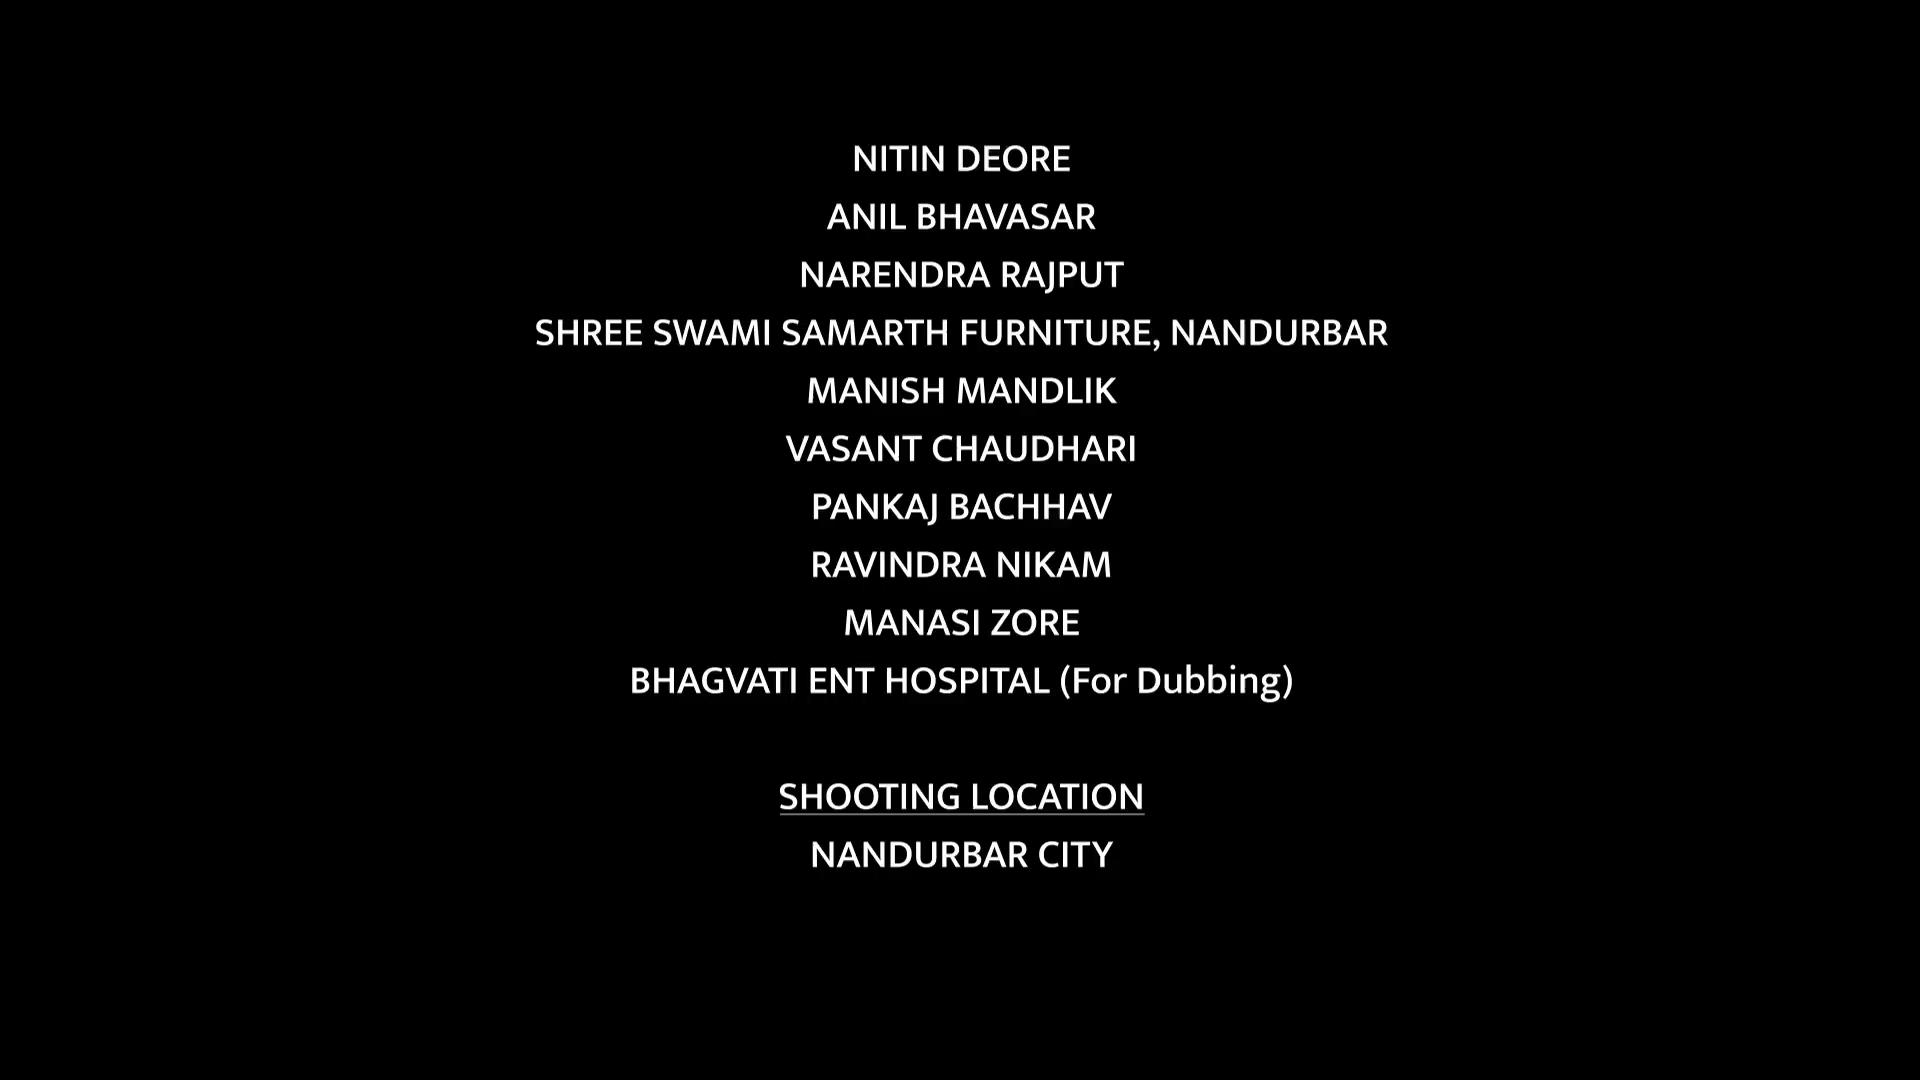 NITIN DEORE
ANIL BHAVASAR
NARENDRA RAJPUT
SHREE SWAMI SAMARTH FURNITURE, NANDURBAR
MANISH MANDLIK
VASANT CHAUDHARI
PANKAJ BACHHAV
RAVINDRA NIKAM
MANASI ZORE
BHAGVATI ENT HOSPITAL (For Dubbing)
SHOOTING LOCATION
NANDURBAR CITY